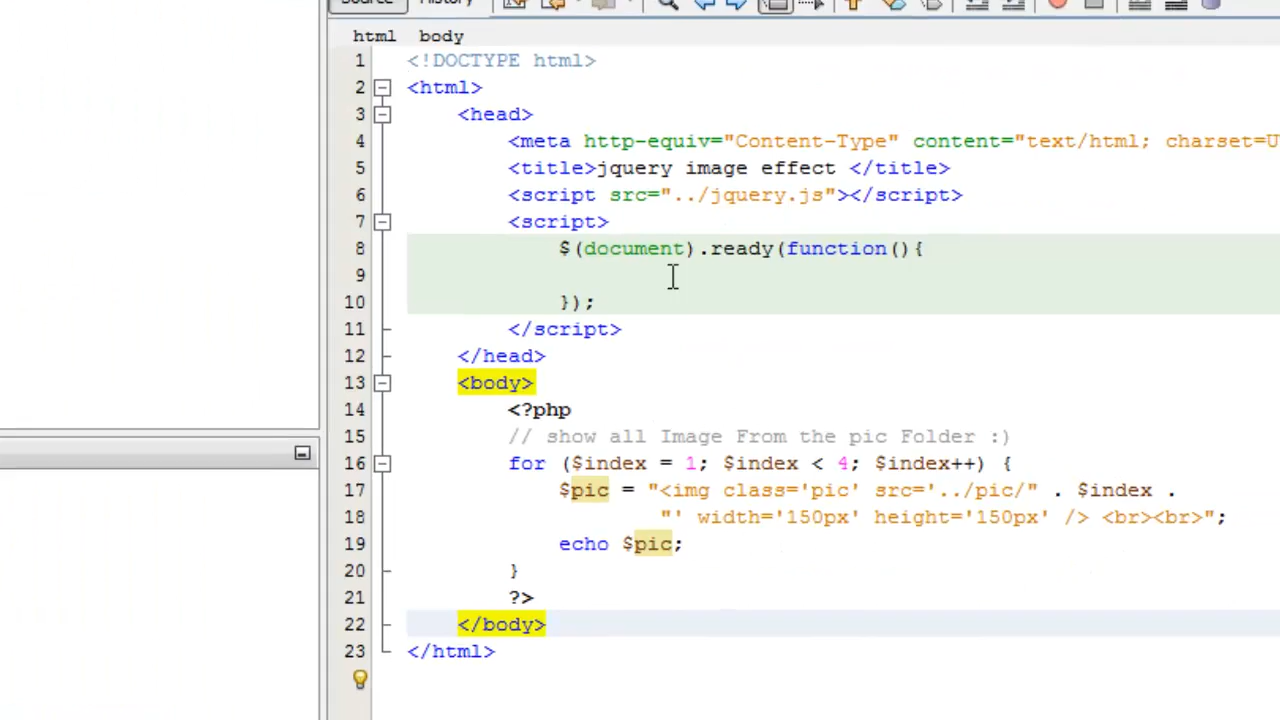 Source History
html body
1 <!DOCTYPE html>
2 <html>
3 <head>
4 <meta http-equiv="Content-Type" content="text/html; charset=U
5 <title>jquery image effect </title>
6 <script src="../jquery.js"></script>
7 <script>
8 $(document).ready(function(){
9
10 });
11 </script>
12 </head>
13 <body>
14 <?php
15 // show all Image From the pic Folder :)
16 for ($index = 1; $index < 4; $index++) {
17 $pic = "<img class='pic' src='../pic/" . $index .
18 "' width='150px' height='150px' /> <br><br>";
19 echo $pic;
20 }
21 ?>
22 </body>
23 </html>